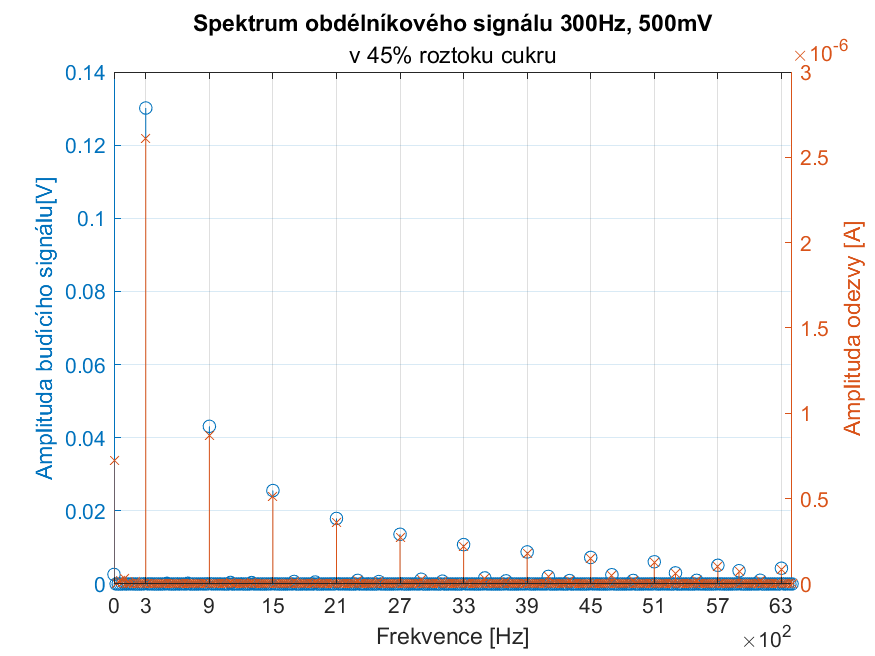 Spektrum obdélníkového signálu 300Hz, 500mV
v 45% roztoku cukru
×10^-6
0.14
0.12
0.1
0.08
0.06
0.04
0.02
0
Amplituda budícího signálu[V]
3
2.5
2
1.5
1
0.5
0
Amplituda odezvy [A]
0 3 9 15 21 27 33 39 45 51 57 63
Frekvence [Hz]
×10^2